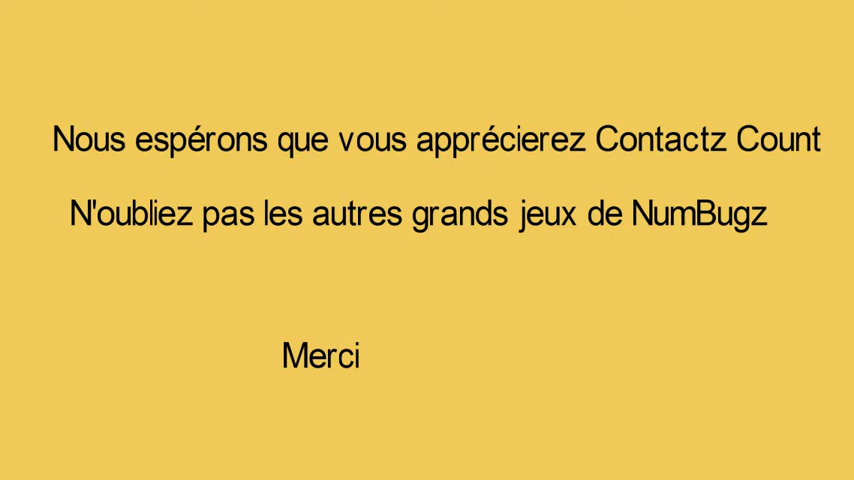 Nous espérons que vous apprécierez Contactz Count
N'oubliez pas les autres grands jeux de NumBugz
Merci